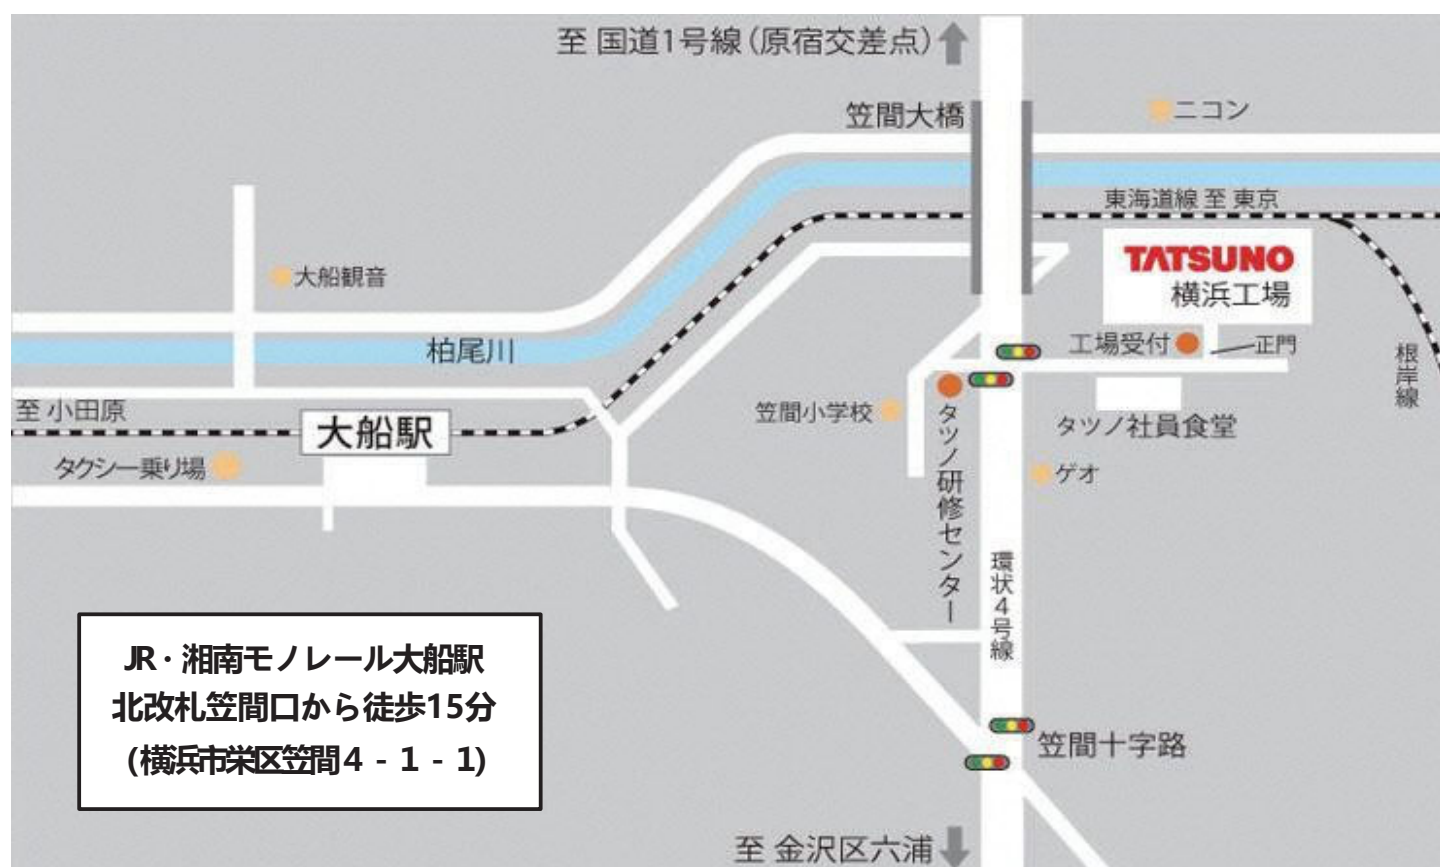 至 国道1号線(原宿交差点)
笠間大橋
ニコン
東海道線 至 東京
TATSUNO
横浜工場
大船観音
柏尾川
工場受付
正門
根岸線
至 小田原
大船駅
笠間小学校
タツノ研修センター
タツノ社員食堂
タクシー乗り場
ゲオ
環状4号線
JR・湘南モノレール大船駅
北改札笠間口から徒歩15分
(横浜市栄区笠間4-1-1)
笠間十字路
至 金沢区六浦